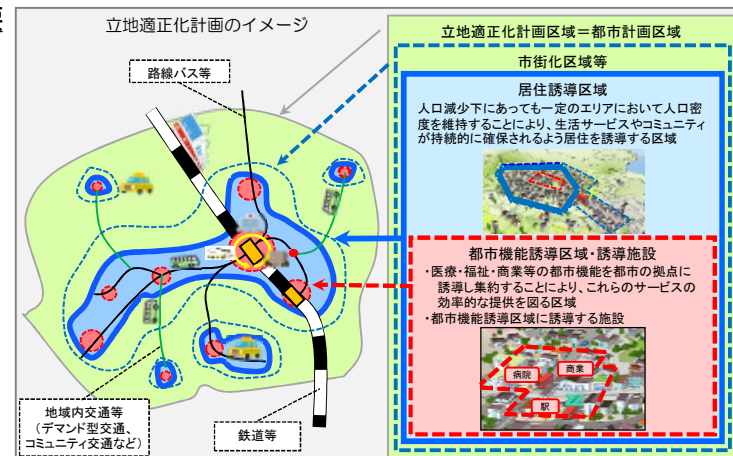 立地適正化計画のイメージ
路線バス等
地域内交通等
(デマンド型交通、
コミュニティ交通など)
鉄道等
立地適正化計画区域=都市計画区域
市街化区域等
居住誘導区域
人口減少下にあっても一定のエリアにおいて人口密
度を維持することにより、生活サービスやコミュニティ
が持続的に確保されるよう居住を誘導する区域
都市機能誘導区域・誘導施設
・医療・福祉・商業等の都市機能を都市の拠点に
誘導し集約することにより、これらのサービスの
効率的な提供を図る区域
・都市機能誘導区域に誘導する施設
病院
商業
駅